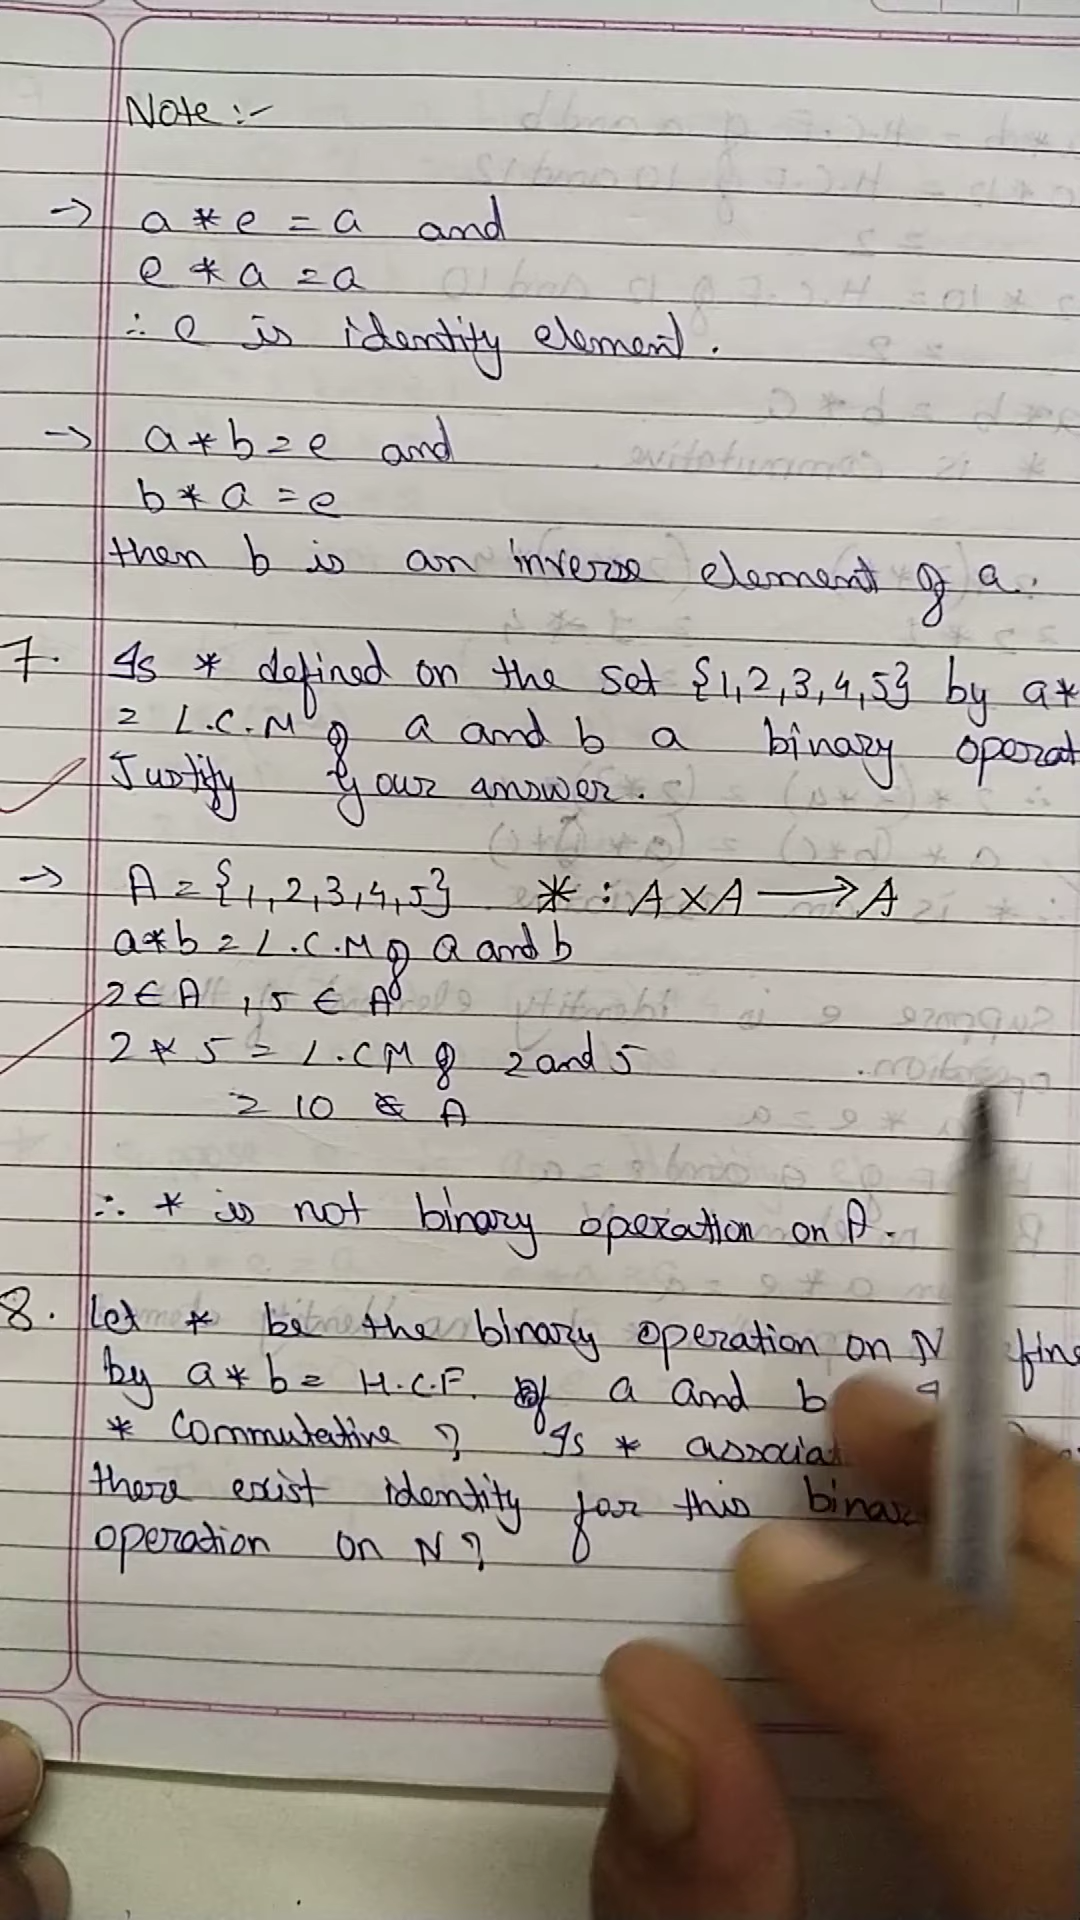 Note :-
→ a * e = a and
e * a = a
∴ e is identity element.
→ a * b = e and
b * a = e
then b is an inverse element of a.
7. Is * defined on the set {1,2,3,4,5} by a*
= L.C.M of a and b a binary operat
Justify your answer.
→ A = {1,2,3,4,5} * : A X A → A
a*b = L.C.M of a and b
2 ∈ A , 5 ∈ A
2 * 5 = L.C.M of 2 and 5
= 10 ∉ A
∴ * is not binary operation on A.
8. Let * be the binary operation on N fine
by a * b = H.C.F. of a and b
* commutative ? Is * associat
there exist identity for this binar
operation on N ?